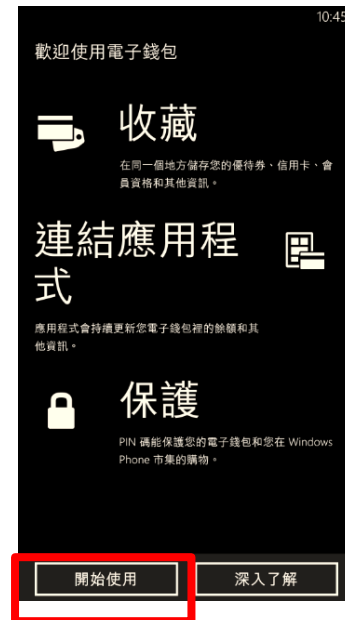 10:45
歡迎使用電子錢包
收藏
在同一個地方儲存您的優待券、信用卡、會
員資格和其他資訊。
連結應用程
式
應用程式會持續更新您電子錢包裡的餘額和其
他資訊。
保護
PIN 碼能保護您的電子錢包和您在 Windows
Phone 市集的購物。
開始使用
深入了解